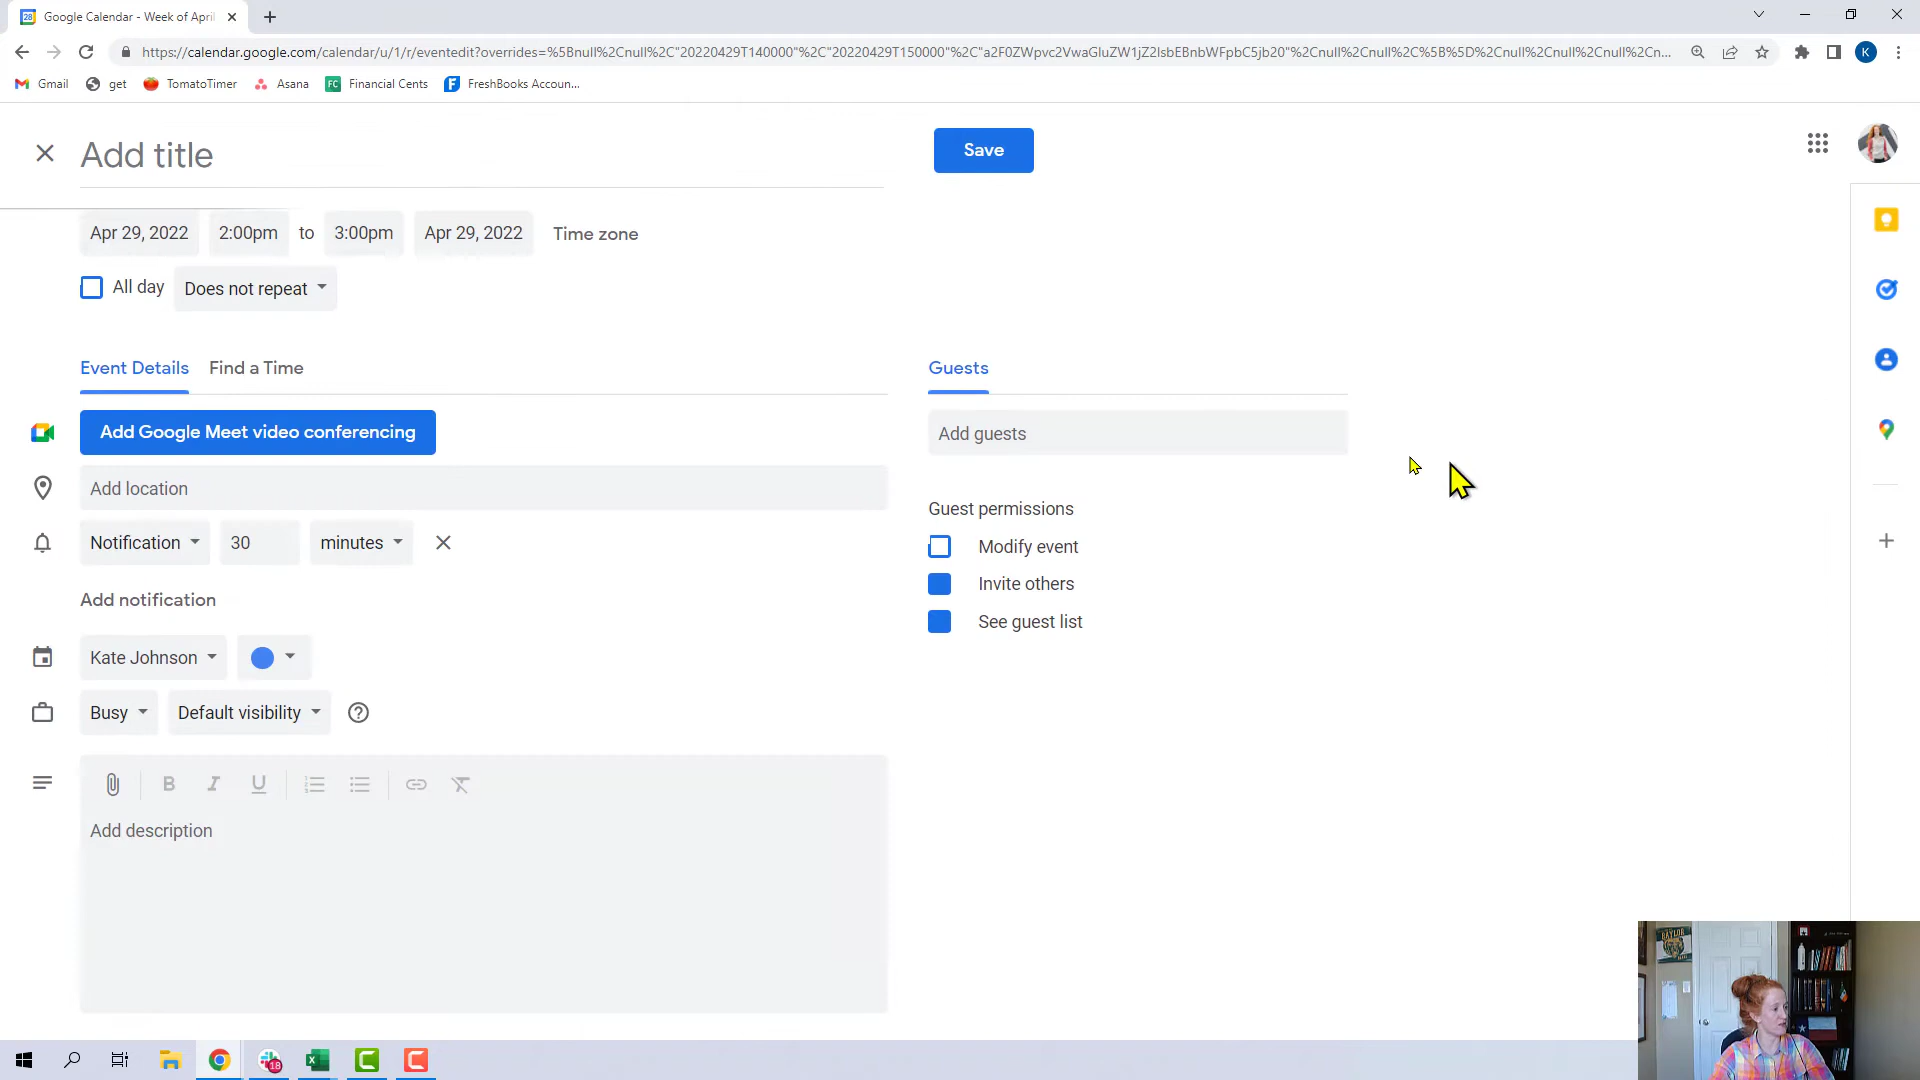 Google Calendar - Week of April
https://calendar.google.com/calendar/u/1/r/eventedit?overrides=%5Bnull%2Cnull%2C"20220429T140000"%2C"20220429T150000"%2C"a2F0ZWpvc2VwaGluZW1jZ2lsbEBnbWFpbC5jb20"%2Cnull%2Cnull%2C%5B%5D%2Cnull%2Cnull%2Cnull%2Cn...
K
Gmail get TomatoTimer Asana FC Financial Cents FreshBooks Accoun...
Add title
Save
Apr 29, 2022 2:00pm to 3:00pm Apr 29, 2022 Time zone
All day Does not repeat
Event Details Find a Time Guests
Add Google Meet video conferencing
Add guests
Add location
Guest permissions
Notification 30 minutes
Modify event
Invite others
Add notification
See guest list
Kate Johnson
Busy Default visibility
B I U
Add description
BAYLOR
18